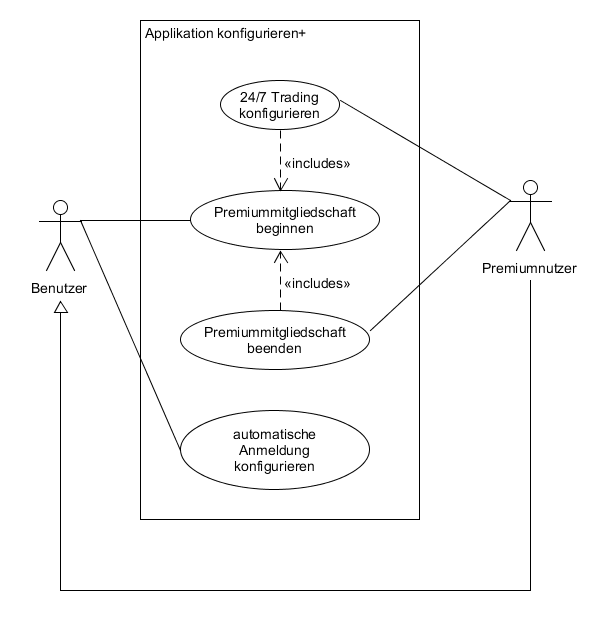 Applikation konfigurieren+
24/7 Trading
konfigurieren
«includes»
Premiummitgliedschaft
beginnen
«includes»
Premiummitgliedschaft
beenden
automatische
Anmeldung
konfigurieren
Benutzer
Premiumnutzer